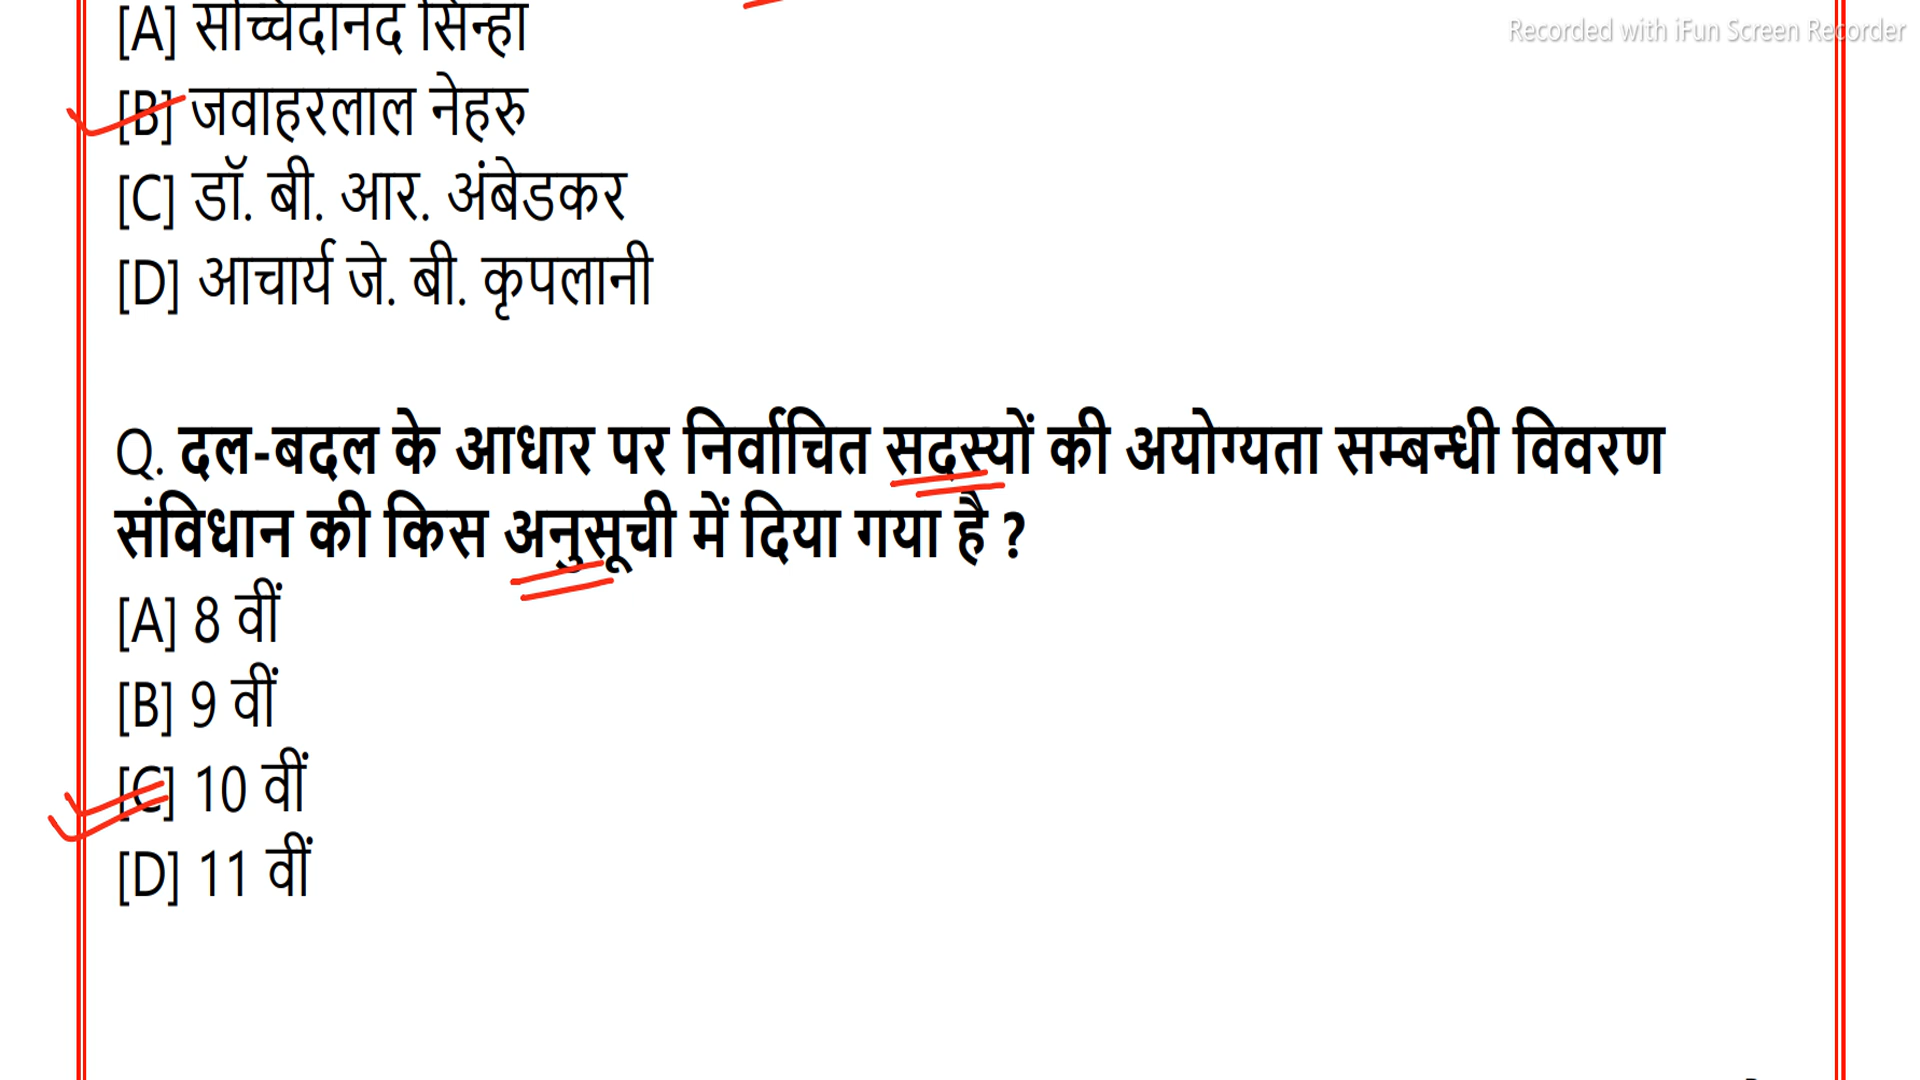 [A] सच्चिदानंद सिन्हा
Recorded with iFun Screen Recorder
[B] जवाहरलाल नेहरु
[C] डॉ. बी. आर. अंबेडकर
[D] आचार्य जे. बी. कृपलानी
Q. दल-बदल के आधार पर निर्वाचित सदस्यों की अयोग्यता सम्बन्धी विवरण
संविधान की किस अनुसूची में दिया गया है ?
[A] 8 वीं
[B] 9 वीं
[C] 10 वीं
[D] 11 वीं